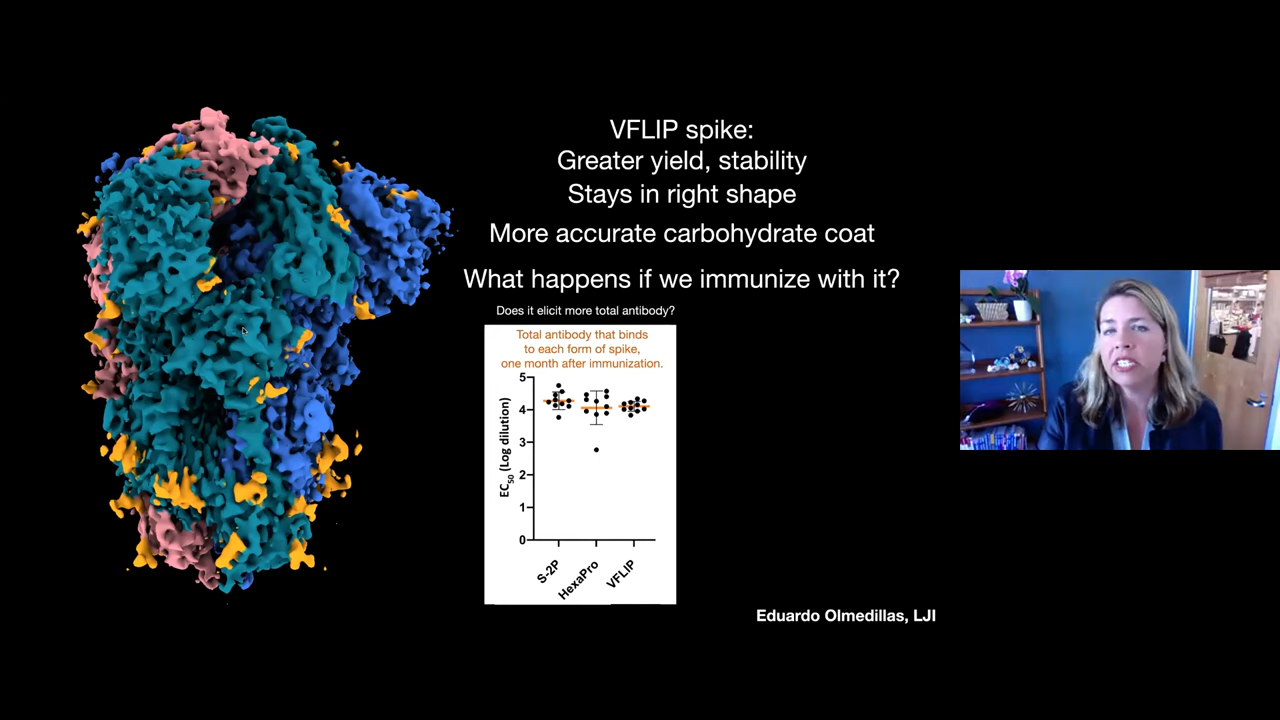 VFLIP spike:
Greater yield, stability
Stays in right shape
More accurate carbohydrate coat
What happens if we immunize with it?
Does it elicit more total antibody?
Total antibody that binds
to each form of spike,
one month after immunization.
5
4
3
2
1
0
EC50 (Log dilution)
S-2P
HexaPro
VFLIP
Eduardo Olmedillas, LJI